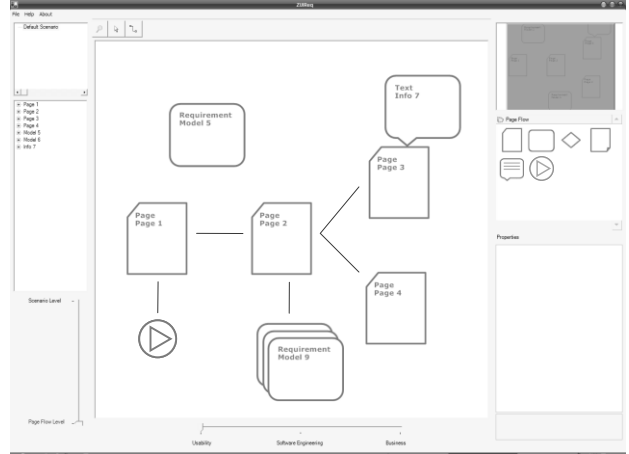 ZUIReq
File Help About
Default Scenario
Page 1
Page 2
Page 3
Page 4
Model 5
Model 6
Info 7
Scenario Level
Page Flow Level
Requirement
Model 5
Text
Info 7
Page
Page 3
Page
Page 1
Page
Page 2
Page
Page 4
Requirement
Model 9
Usability
Software Engineering
Business
Page Flow
Properties